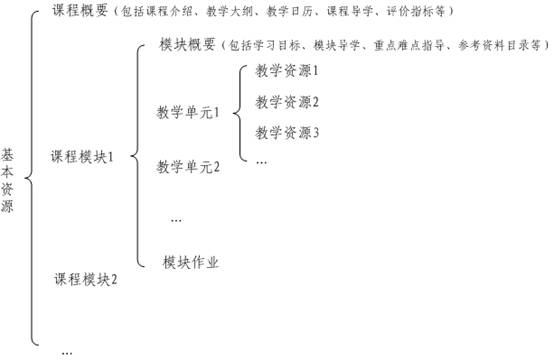 课程概要（包括课程介绍、教学大纲、教学日历、课程导学、评价指标等）
模块概要（包括学习目标、模块导学、重点难点指导、参考资料目录等）
教学资源1
教学资源2
教学资源3
...
教学单元1
教学单元2
...
模块作业
课程模块1
课程模块2
...
基本资源